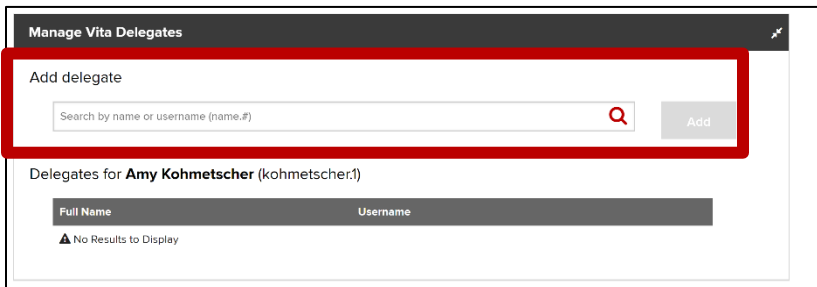 Manage Vita Delegates
Add delegate
Search by name or username (name.#)
Add
Delegates for Amy Kohmetscher (kohmetscher.1)
Full Name Username
No Results to Display